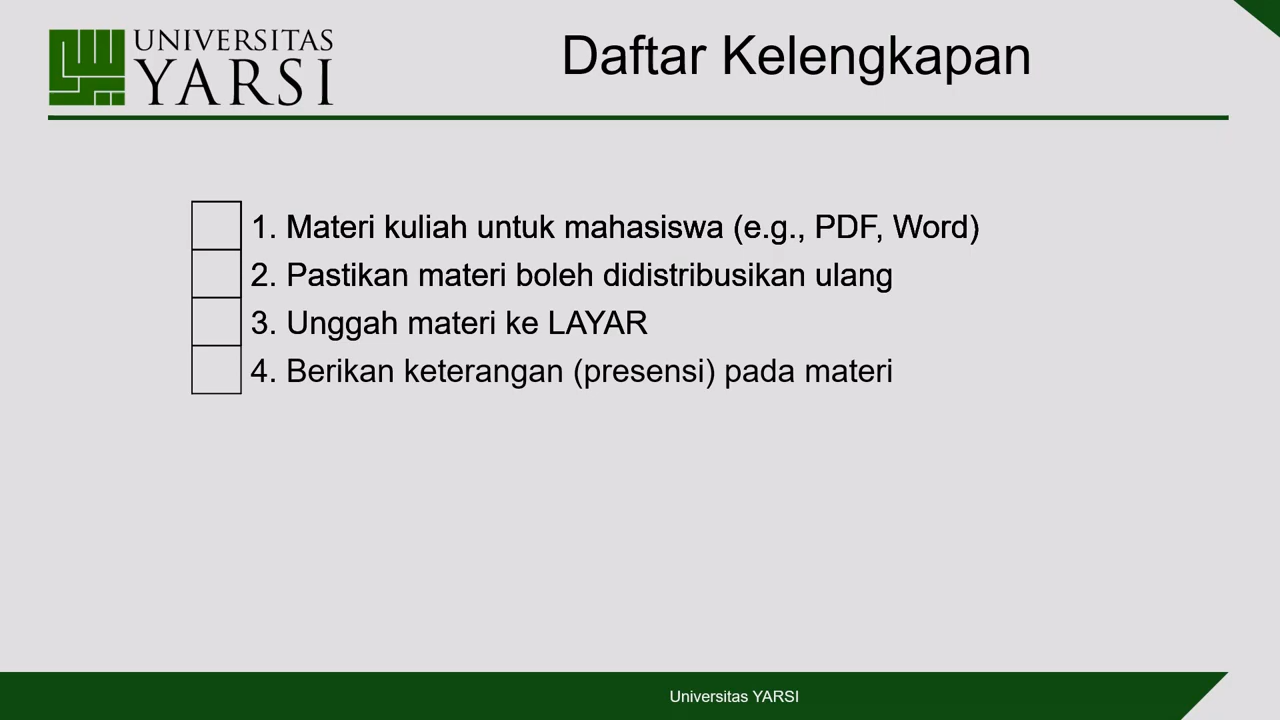 UNIVERSITAS
YARSI
Daftar Kelengkapan
1. Materi kuliah untuk mahasiswa (e.g., PDF, Word)
2. Pastikan materi boleh didistribusikan ulang
3. Unggah materi ke LAYAR
4. Berikan keterangan (presensi) pada materi
Universitas YARSI